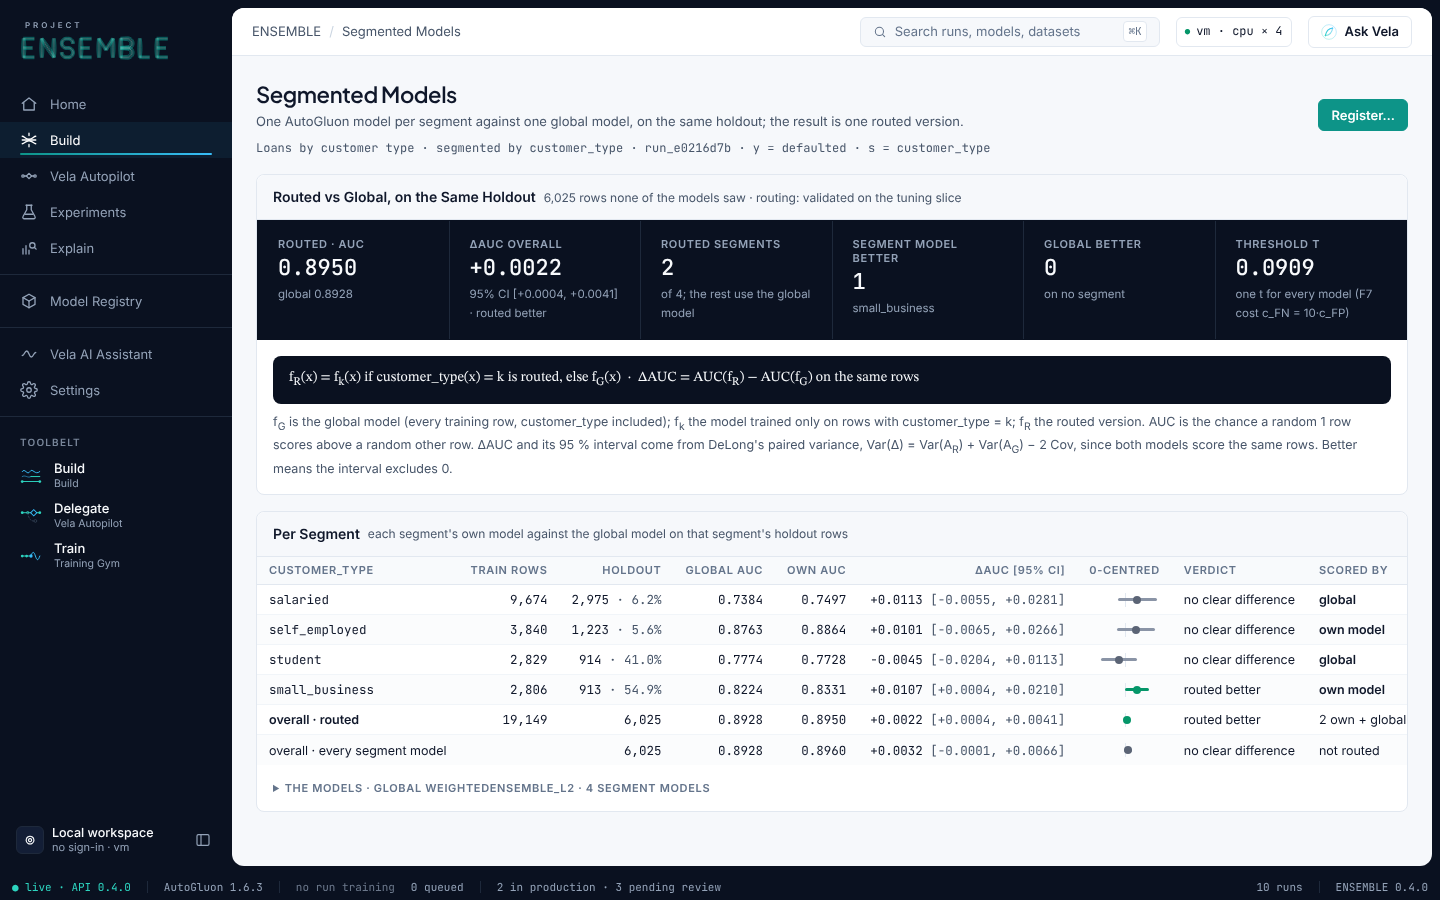 PROJECT
ENSEMBLE
Home
Build
Vela Autopilot
Experiments
Explain
Model Registry
Vela AI Assistant
Settings
TOOLBELT
Build
Build
Delegate
Vela Autopilot
Train
Training Gym
Local workspace
no sign-in · vm
ENSEMBLE / Segmented Models
Search runs, models, datasets ⌘K
vm · cpu × 4
Ask Vela
Segmented Models
One AutoGluon model per segment against one global model, on the same holdout; the result is one routed version.
Loans by customer type · segmented by customer_type · run_e0216d7b · y = defaulted · s = customer_type
Register...
Routed vs Global, on the Same Holdout 6,025 rows none of the models saw · routing: validated on the tuning slice
ROUTED · AUC
0.8950
global 0.8928
ΔAUC OVERALL
+0.0022
95% CI [+0.0004, +0.0041]
· routed better
ROUTED SEGMENTS
2
of 4; the rest use the global
model
SEGMENT MODEL
BETTER
1
small_business
GLOBAL BETTER
0
on no segment
THRESHOLD T
0.0909
one t for every model (F7
cost c_FN = 10·c_FP)
fR(x) = fk(x) if customer_type(x) = k is routed, else fG(x) · ΔAUC = AUC(fR) − AUC(fG) on the same rows
fG is the global model (every training row, customer_type included); fk the model trained only on rows with customer_type = k; fR the routed version. AUC is the chance a random 1 row
scores above a random other row. ΔAUC and its 95 % interval come from DeLong's paired variance, Var(Δ) = Var(AR) + Var(AG) − 2 Cov, since both models score the same rows. Better
means the interval excludes 0.
Per Segment each segment's own model against the global model on that segment's holdout rows
CUSTOMER_TYPE TRAIN ROWS HOLDOUT GLOBAL AUC OWN AUC ΔAUC [95% CI] 0-CENTRED VERDICT SCORED BY
salaried 9,674 2,975 · 6.2% 0.7384 0.7497 +0.0113 [-0.0055, +0.0281] no clear difference global
self_employed 3,840 1,223 · 5.6% 0.8763 0.8864 +0.0101 [-0.0065, +0.0266] no clear difference own model
student 2,829 914 · 41.0% 0.7774 0.7728 -0.0045 [-0.0204, +0.0113] no clear difference global
small_business 2,806 913 · 54.9% 0.8224 0.8331 +0.0107 [+0.0004, +0.0210] routed better own model
overall · routed 19,149 6,025 0.8928 0.8950 +0.0022 [+0.0004, +0.0041] routed better 2 own + global
overall · every segment model 6,025 0.8928 0.8960 +0.0032 [-0.0001, +0.0066] no clear difference not routed
▶ THE MODELS · GLOBAL WEIGHTEDENSEMBLE_L2 · 4 SEGMENT MODELS
live · API 0.4.0 AutoGluon 1.6.3 no run training 0 queued 2 in production · 3 pending review 10 runs ENSEMBLE 0.4.0